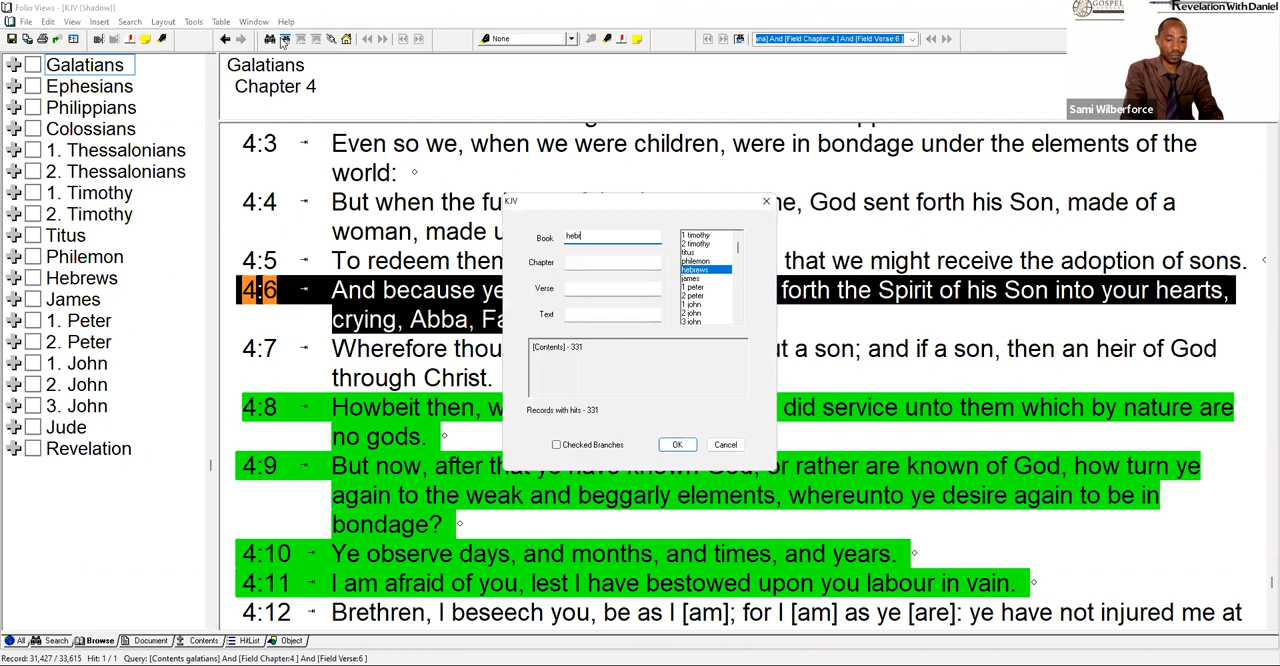 Folio Views - [KJV (Shadow)]
File Edit View Insert Search Layout Tools Table Window Help
None
ans] And [Field Chapter:4 ] And [Field Verse:6 ]
GOSPEL
Revelation With Daniel
Sami Wilberforce
Galatians
Ephesians
Philippians
Colossians
1. Thessalonians
2. Thessalonians
1. Timothy
2. Timothy
Titus
Philemon
Hebrews
James
1. Peter
2. Peter
1. John
2. John
3. John
Jude
Revelation
Galatians
Chapter 4
4:3 Even so we, when we were children, were in bondage under the elements of the
world:
4:4 But when the fu e, God sent forth his Son, made of a
woman, made u
4:5 To redeem them that we might receive the adoption of sons.
4:6 And because ye forth the Spirit of his Son into your hearts,
crying, Abba, Fa
4:7 Wherefore thou t a son; and if a son, then an heir of God
through Christ.
4:8 Howbeit then, w did service unto them which by nature are
no gods.
4:9 But now, after that ye have known God, or rather are known of God, how turn ye
again to the weak and beggarly elements, whereunto ye desire again to be in
bondage?
4:10 Ye observe days, and months, and times, and years.
4:11 I am afraid of you, lest I have bestowed upon you labour in vain.
4:12 Brethren, I beseech you, be as I [am]; for I [am] as ye [are]: ye have not injured me at
KJV
Book hebr
Chapter
Verse
Text
1 timothy
2 timothy
titus
philemon
hebrews
james
1 peter
2 peter
1 john
2 john
3 john
[Contents] - 331
Records with hits - 331
Checked Branches
OK Cancel
All Search Browse Document Contents HitList Object
Record: 31,427 / 33,615 Hit: 1 / 1 Query: [Contents galatians] And [Field Chapter:4 ] And [Field Verse:6 ]